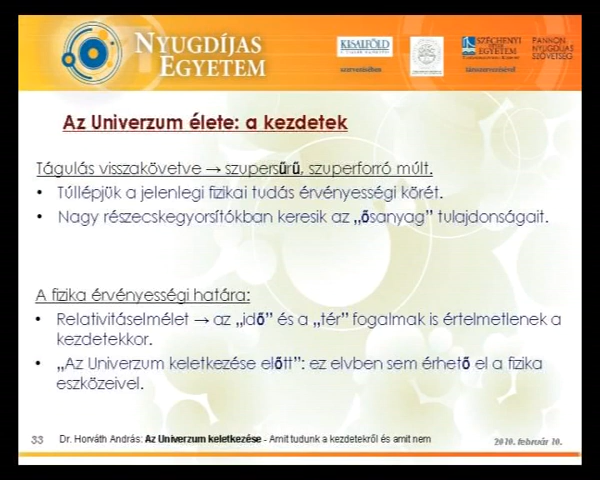 NYUGDÍJAS
EGYETEM
KISALFÖLD
szervezésében
SZÉCHENYI
EGYETEM
társszervezésével
PANNON
NYUGDÍJAS
SZÖVETSÉG
Az Univerzum élete: a kezdetek
Tágulás visszakövetve → szupersűrű, szuperforró múlt.
• Túllépjük a jelenlegi fizikai tudás érvényességi körét.
• Nagy részecskegyorsítókban keresik az „ősanyag” tulajdonságait.
A fizika érvényességi határa:
• Relativitáselmélet → az „idő” és a „tér” fogalmak is értelmetlenek a
kezdetekkor.
• „Az Univerzum keletkezése előtt”: ez elvben sem érhető el a fizika
eszközeivel.
33 Dr. Horváth András: Az Univerzum keletkezése - Amit tudunk a kezdetekről és amit nem 2010. február 10.